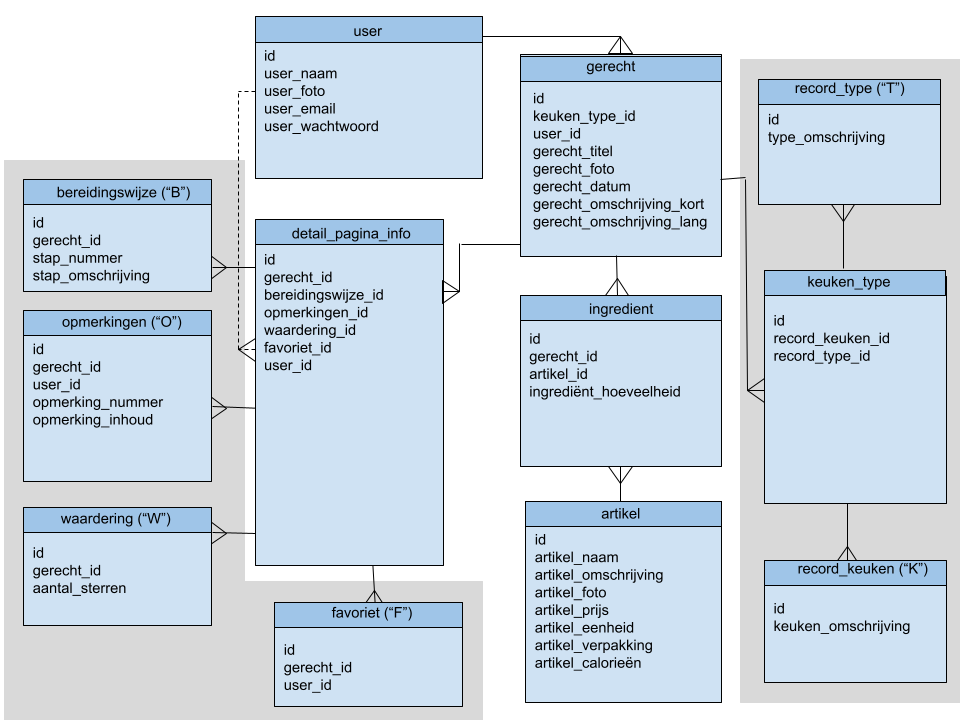 user
id
user_naam
user_foto
user_email
user_wachtwoord
gerecht
id
keuken_type_id
user_id
gerecht_titel
gerecht_foto
gerecht_datum
gerecht_omschrijving_kort
gerecht_omschrijving_lang
record_type (“T”)
id
type_omschrijving
bereidingswijze (“B”)
id
gerecht_id
stap_nummer
stap_omschrijving
detail_pagina_info
id
gerecht_id
bereidingswijze_id
opmerkingen_id
waardering_id
favoriet_id
user_id
keuken_type
id
record_keuken_id
record_type_id
ingredient
id
gerecht_id
artikel_id
ingrediënt_hoeveelheid
opmerkingen (“O”)
id
gerecht_id
user_id
opmerking_nummer
opmerking_inhoud
artikel
id
artikel_naam
artikel_omschrijving
artikel_foto
artikel_prijs
artikel_eenheid
artikel_verpakking
artikel_calorieën
waardering (“W”)
id
gerecht_id
aantal_sterren
record_keuken (“K”)
id
keuken_omschrijving
favoriet (“F”)
id
gerecht_id
user_id